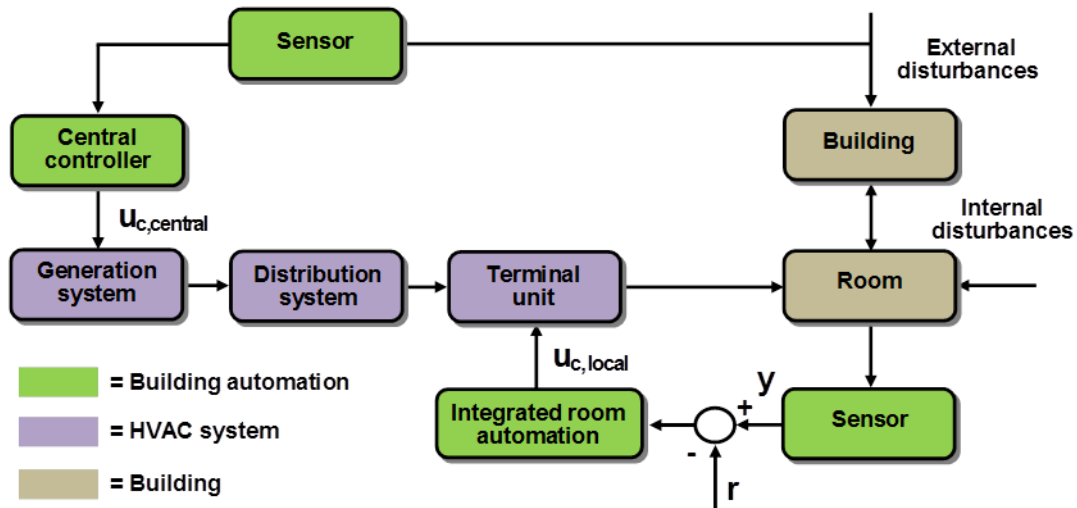 Sensor
External
disturbances
Central
controller
Building
u_c,central
Internal
disturbances
Generation
system
Distribution
system
Terminal
unit
Room
u_c,local
= Building automation
y
Integrated room
automation
+
Sensor
= HVAC system
-
= Building
r